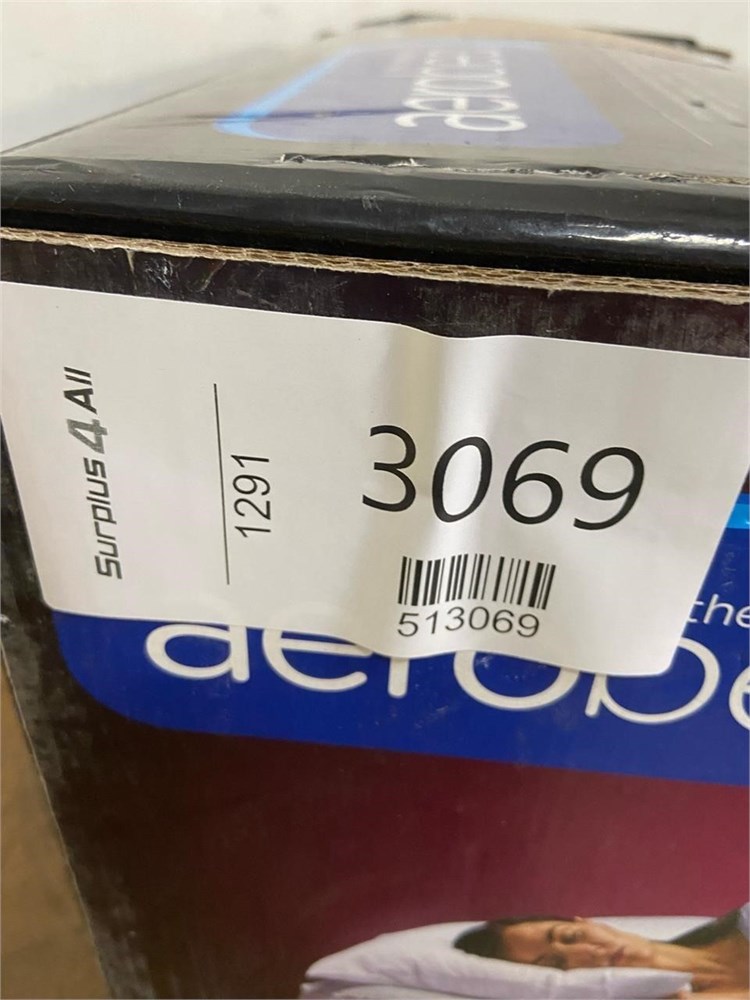 aerobed
Surplus 4 All
1291
3069
513069
the
aerobe